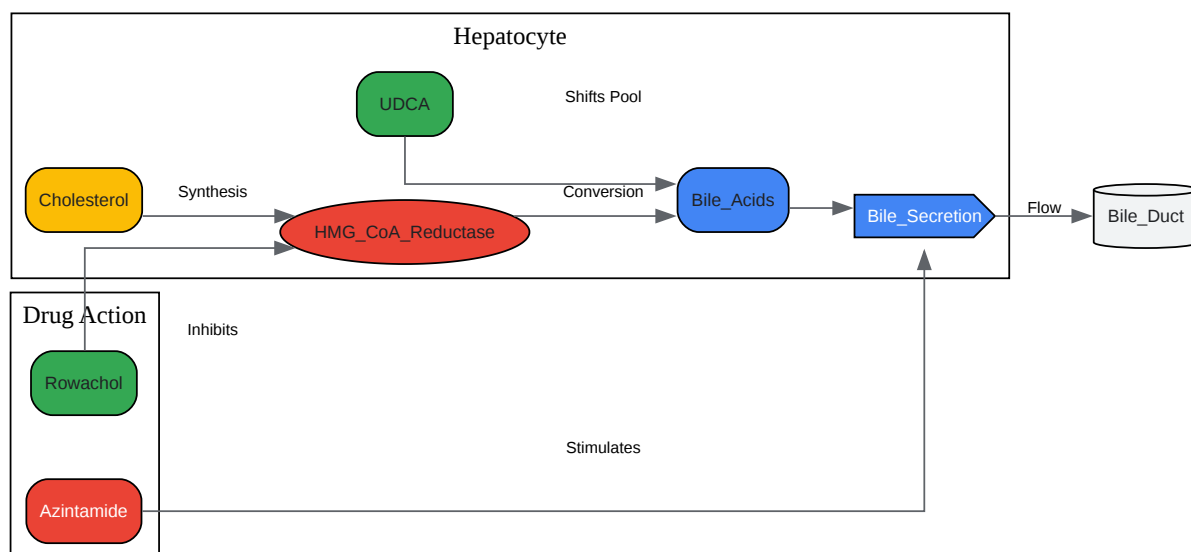 Hepatocyte
UDCA
Shifts Pool
Cholesterol
Synthesis
HMG_CoA_Reductase
Conversion
Bile_Acids
Bile_Secretion
Flow
Bile_Duct
Drug Action
Inhibits
Rowachol
Stimulates
Azintamide